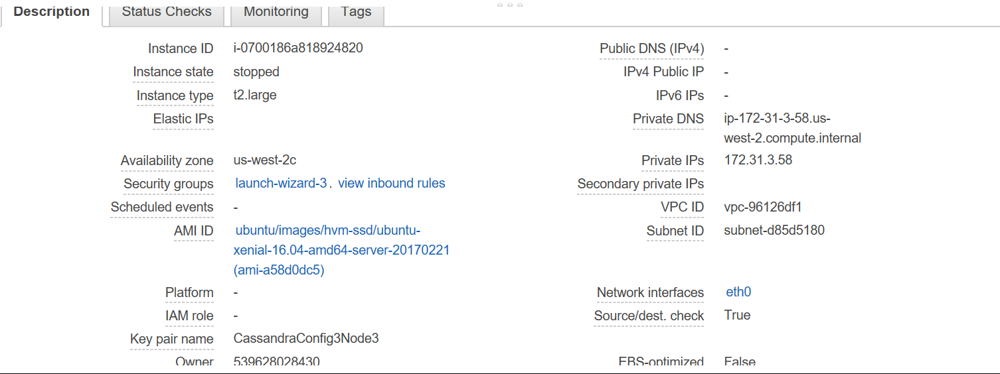 Description Status Checks Monitoring Tags
Instance ID i-0700186a818924820 Public DNS (IPv4) -
Instance state stopped IPv4 Public IP -
Instance type t2.large IPv6 IPs -
Elastic IPs Private DNS ip-172-31-3-58.us-
west-2.compute.internal
Availability zone us-west-2c Private IPs 172.31.3.58
Security groups launch-wizard-3. view inbound rules Secondary private IPs
Scheduled events - VPC ID vpc-96126df1
AMI ID ubuntu/images/hvm-ssd/ubuntu- Subnet ID subnet-d85d5180
xenial-16.04-amd64-server-20170221
(ami-a58d0dc5)
Platform - Network interfaces eth0
IAM role - Source/dest. check True
Key pair name CassandraConfig3Node3
Owner 539628028430 EBS-optimized False